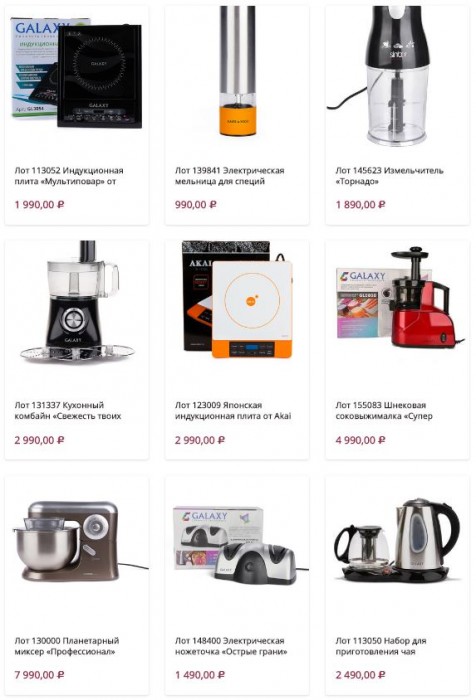 GALAXY
ИНДУКЦИОННАЯ
GALAXY
GALAXY
Лот 113052 Индукционная
плита «Мультиповар» от
1 990,00 ₽
Лот 139841 Электрическая
мельница для специй
990,00 ₽
Лот 145623 Измельчитель
«Торнадо»
1 890,00 ₽
GALAXY
Лот 131337 Кухонный
комбайн «Свежесть твоих
2 990,00 ₽
AKAI
Лот 123009 Японская
индукционная плита от Akai
2 990,00 ₽
GALAXY
Лот 155083 Шнековая
соковыжималка «Супер
4 990,00 ₽
Лот 130000 Планетарный
миксер «Профессионал»
7 990,00 ₽
GALAXY
Лот 148400 Электрическая
ножеточка «Острые грани»
1 490,00 ₽
Лот 113050 Набор для
приготовления чая
2 490,00 ₽